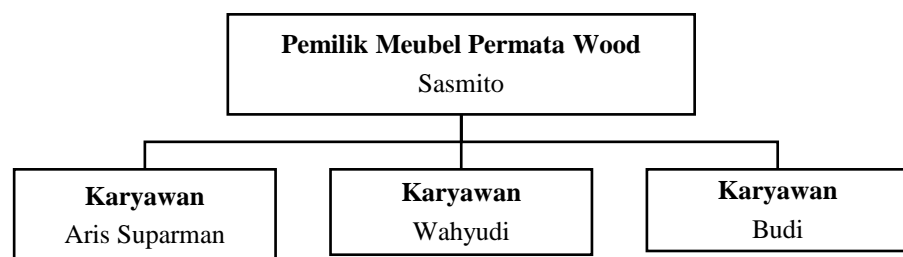 Pemilik Meubel Permata Wood
Sasmito
Karyawan
Aris Suparman
Karyawan
Wahyudi
Karyawan
Budi